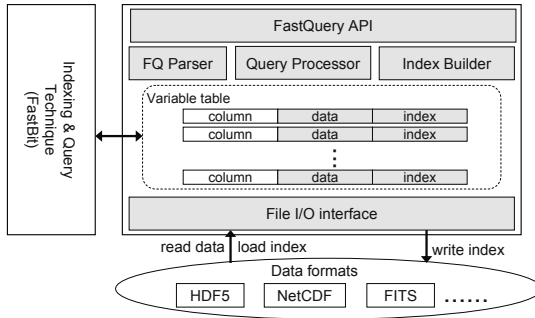 FastQuery API
FQ Parser
Query Processor
Index Builder
Indexing & Query
Technique
(FastBit)
Variable table
column data index
column data index
⋮
column data index
File I/O interface
read data load index
write index
Data formats
HDF5 NetCDF FITS ......